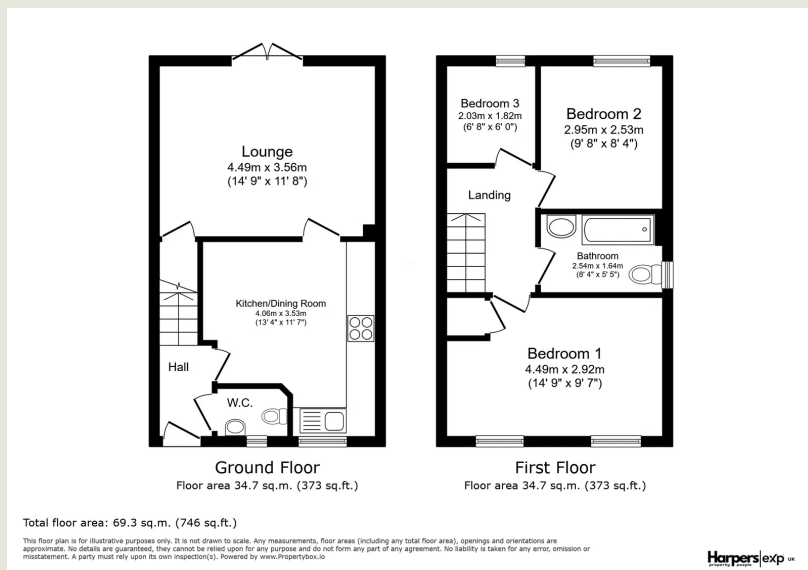 Lounge
4.49m x 3.56m
(14' 9" x 11' 8")
Kitchen/Dining Room
4.06m x 3.53m
(13' 4" x 11' 7")
Hall
W.C.
Ground Floor
Floor area 34.7 sq.m. (373 sq.ft.)
Bedroom 3
2.03m x 1.82m
(6' 8" x 6' 0")
Bedroom 2
2.95m x 2.53m
(9' 8" x 8' 4")
Landing
Bathroom
2.54m x 1.64m
(8' 4" x 5' 5")
Bedroom 1
4.49m x 2.92m
(14' 9" x 9' 7")
First Floor
Floor area 34.7 sq.m. (373 sq.ft.)
Total floor area: 69.3 sq.m. (746 sq.ft.)
This floor plan is for illustrative purposes only. It is not drawn to scale. Any measurements, floor areas (including any total floor area), openings and orientations are
approximate. No details are guaranteed, they cannot be relied upon for any purpose and do not form any part of any agreement. No liability is taken for any error, omission or
misstatement. A party must rely upon its own inspection(s). Powered by www.Propertybox.io
Harpers exp UK
property people